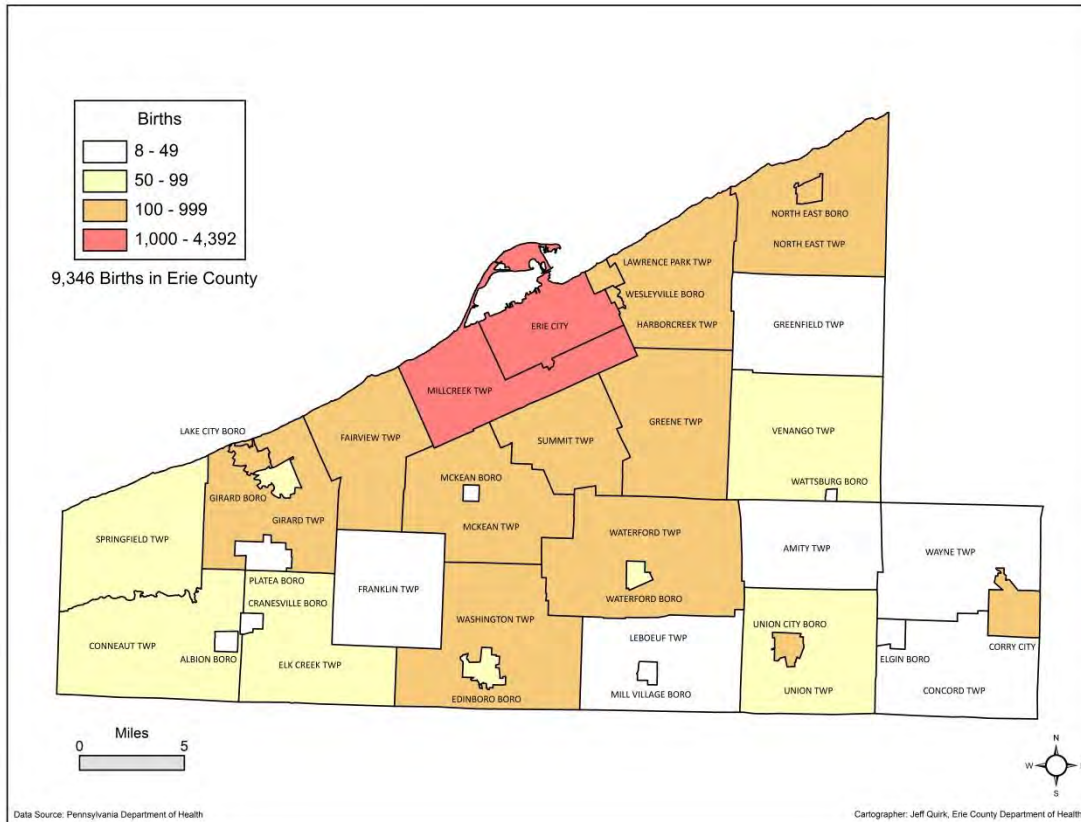 Births
8 - 49
50 - 99
100 - 999
1,000 - 4,392
9,346 Births in Erie County
NORTH EAST BORO
NORTH EAST TWP
LAWRENCE PARK TWP
WESLEYVILLE BORO
HARBORCREEK TWP
GREENFIELD TWP
ERIE CITY
MILLCREEK TWP
LAKE CITY BORO
FAIRVIEW TWP
SUMMIT TWP
GREENE TWP
VENANGO TWP
WATTSBURG BORO
MCKEAN BORO
MCKEAN TWP
GIRARD BORO
GIRARD TWP
SPRINGFIELD TWP
WATERFORD TWP
WATERFORD BORO
AMITY TWP
WAYNE TWP
PLATEA BORO
CRANESVILLE BORO
FRANKLIN TWP
WASHINGTON TWP
LEBOEUF TWP
UNION CITY BORO
CORRY CITY
ELGIN BORO
CONNEAUT TWP
ALBION BORO
ELK CREEK TWP
EDINBORO BORO
MILL VILLAGE BORO
UNION TWP
CONCORD TWP
Miles
0 5
N
W
S
Data Source: Pennsylvania Department of Health
Cartographer: Jeff Quirk, Erie County Department of Health